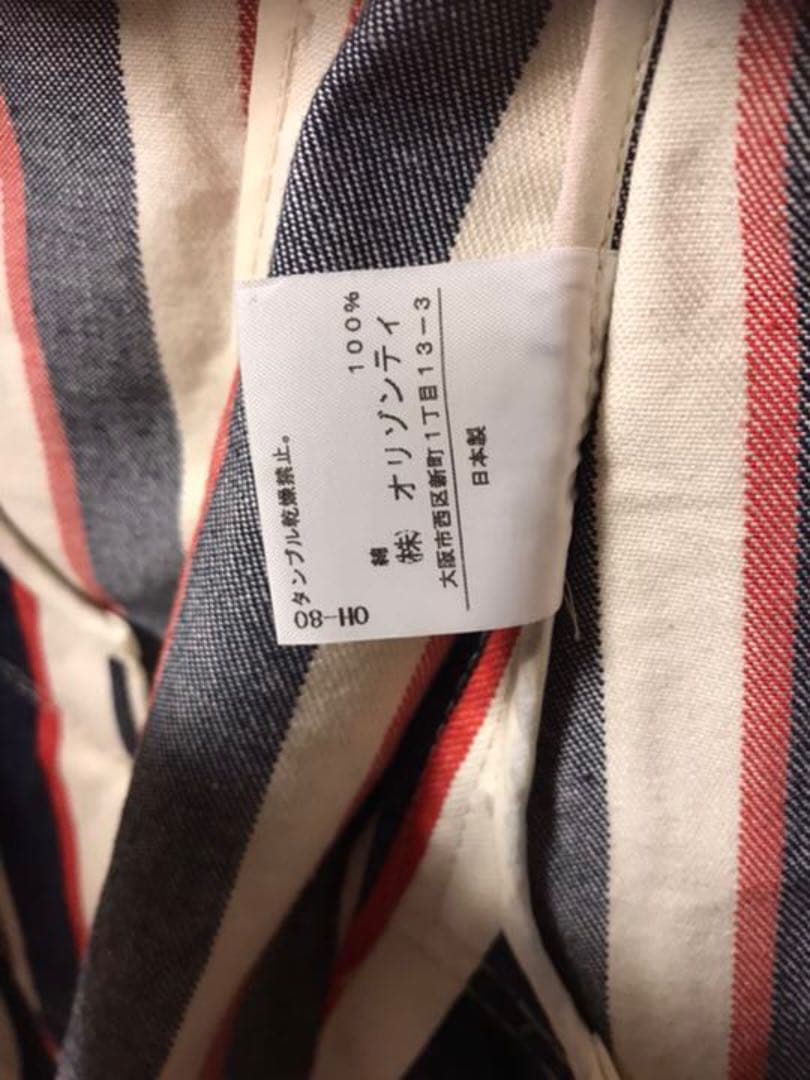 タンブル乾燥禁止。
綿 100%
㈱ オリゾンティ
大阪市西区新町1丁目13-3
日本製
OH-80